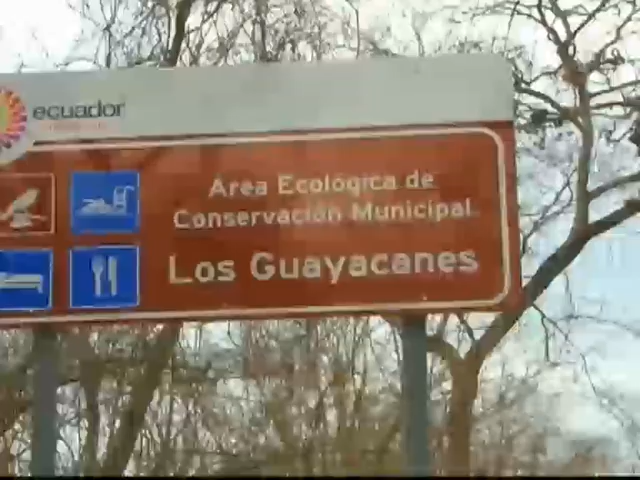 ecuador
Area Ecológica de
Conservación Municipal
Los Guayacanes